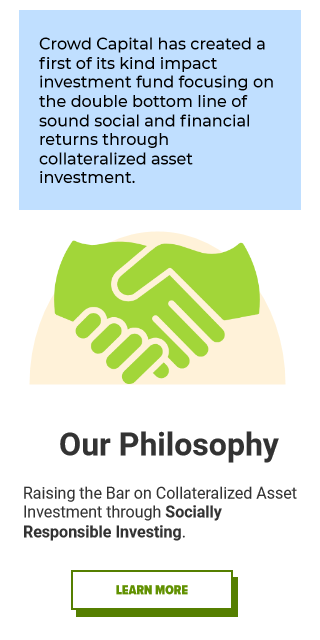 Crowd Capital has created a
first of its kind impact
investment fund focusing on
the double bottom line of
sound social and financial
returns through
collateralized asset
investment.
Our Philosophy
Raising the Bar on Collateralized Asset
Investment through Socially
Responsible Investing.
LEARN MORE